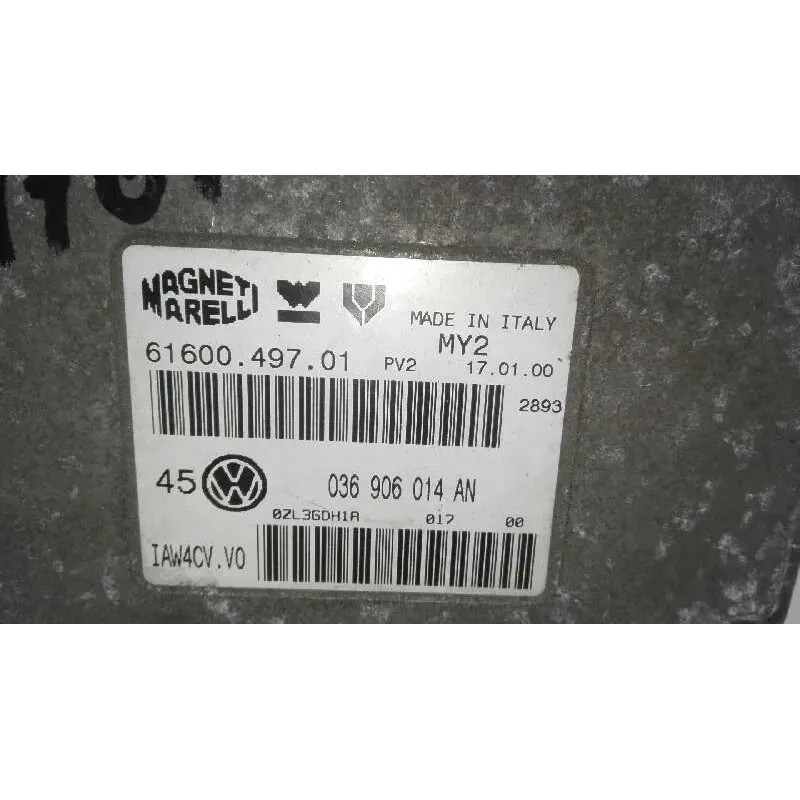 MAGNETI
MARELLI
MADE IN ITALY
61600.497.01 PV2 MY2 17.01.00
2893
45 036 906 014 AN
0ZL3GDH1A 017 00
IAW4CV.V0